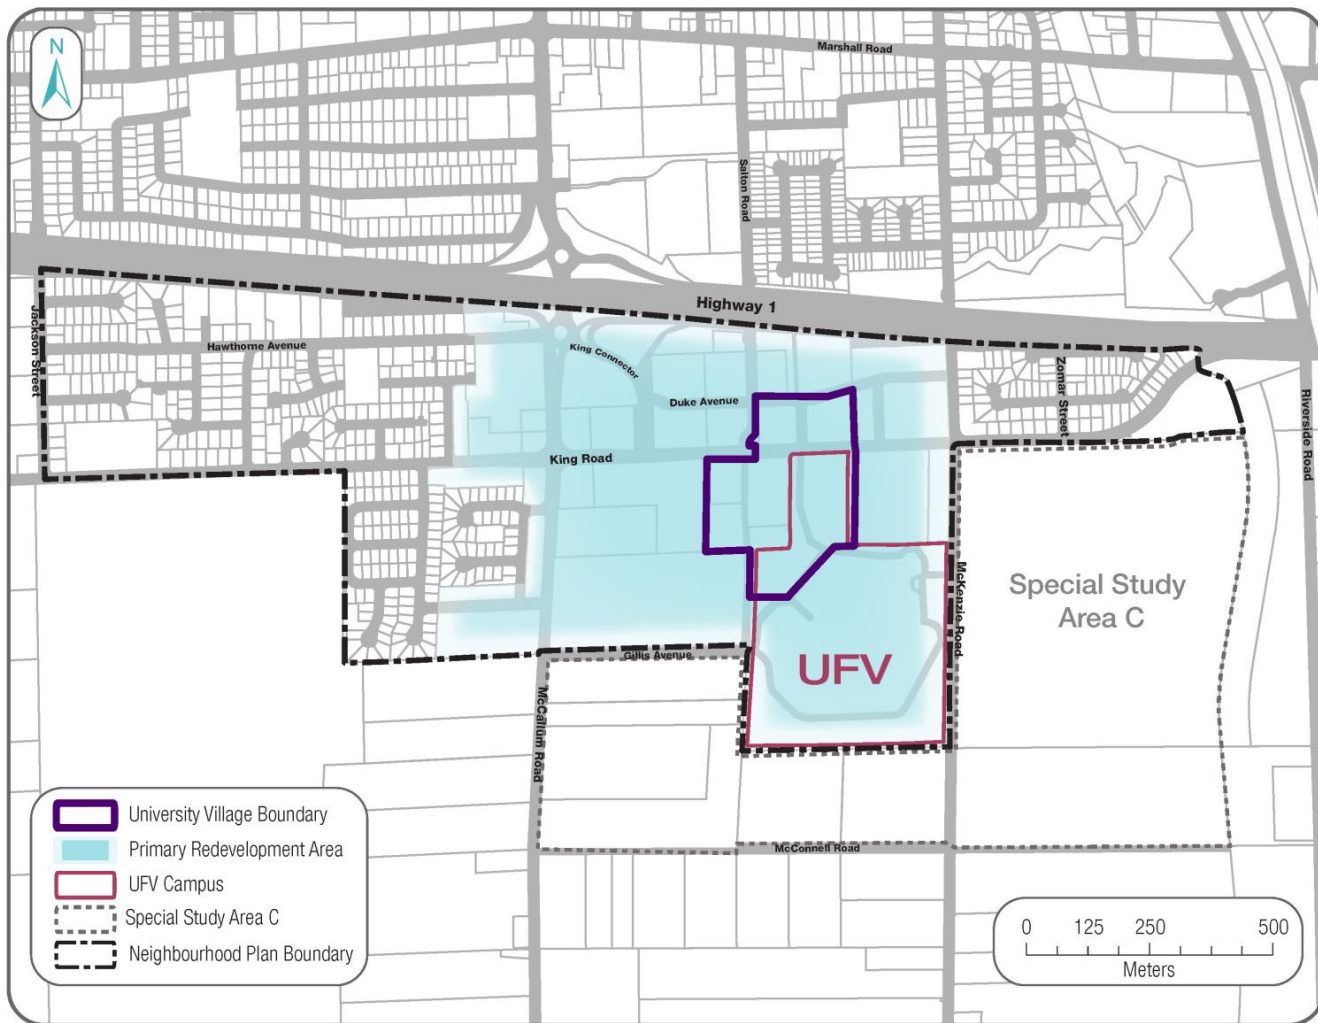 N
Marshall Road
Salton Road
Highway 1
Jackson Street
Hawthorne Avenue
King Connector
Duke Avenue
Zomar Street
Riverside Road
King Road
McKenzie Road
Special Study
Area C
Gillis Avenue
UFV
McCallum Road
McConnell Road
University Village Boundary
Primary Redevelopment Area
UFV Campus
Special Study Area C
Neighbourhood Plan Boundary
0 125 250 500
Meters